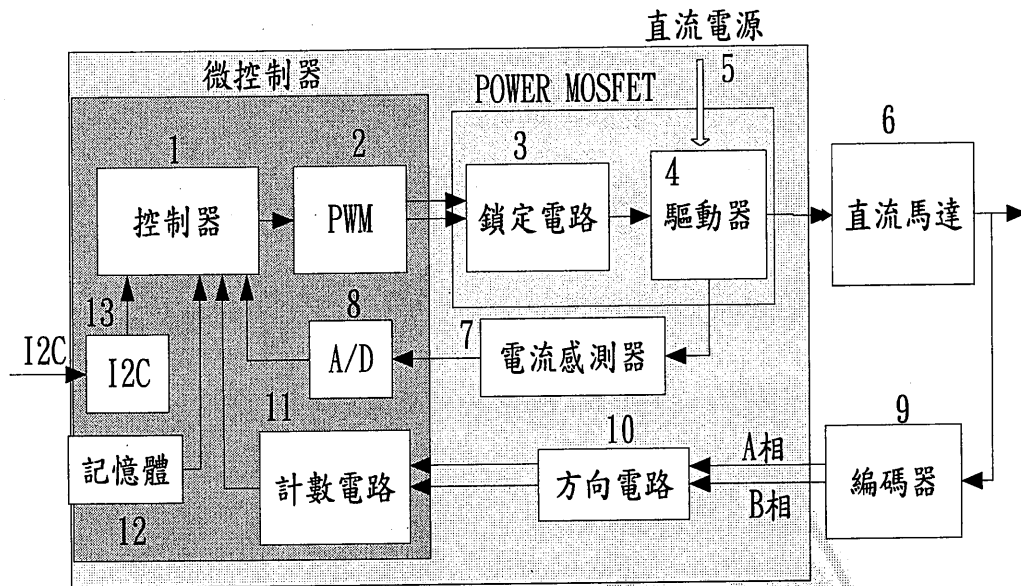 直流電源
微控制器
5
POWER MOSFET
6
1
2
3
4
控制器
PWM
鎖定電路
驅動器
直流馬達
13
8
7
I2C
I2C
A/D
電流感測器
11
10
9
A相
記憶體
計數電路
方向電路
編碼器
B相
12